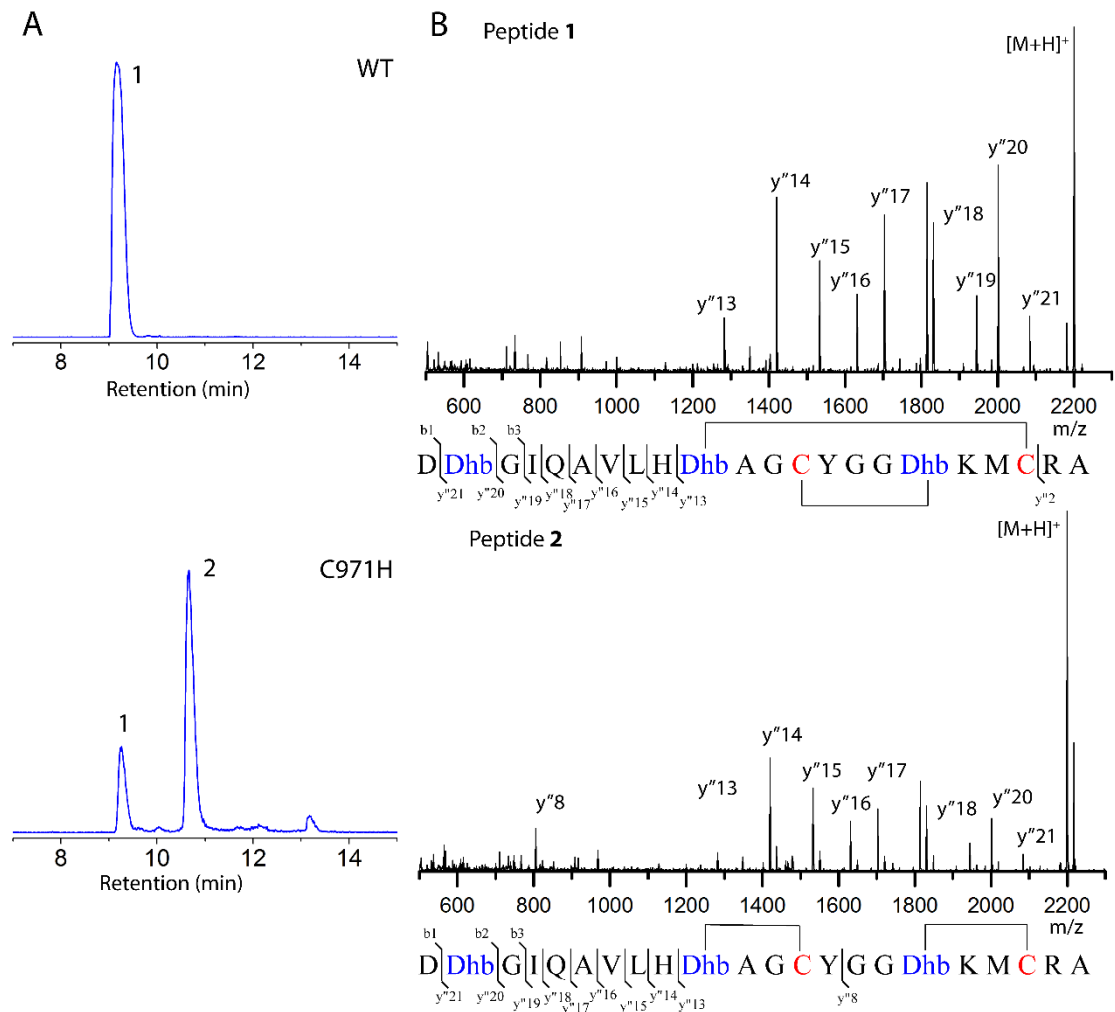 A
1
WT
8 10 12 14
Retention (min)
1
2
C971H
8 10 12 14
Retention (min)
B
Peptide 1
[M+H]+
y"13
y"14
y"15
y"16
y"17
y"18
y"19
y"20
y"21
600 800 1000 1200 1400 1600 1800 2000 2200
m/z
b1 b2 b3
D Dhb G I Q A V L H Dhb A G C Y G G Dhb K M C R A
y"21 y"20 y"19 y"18 y"17 y"16 y"15 y"14 y"13 y"2
Peptide 2
[M+H]+
y"8
y"13
y"14
y"15
y"16
y"17
y"18
y"20
y"21
600 800 1000 1200 1400 1600 1800 2000 2200
m/z
b1 b2 b3
D Dhb G I Q A V L H Dhb A G C Y G G Dhb K M C R A
y"21 y"20 y"19 y"18 y"17 y"16 y"15 y"14 y"13 y"8